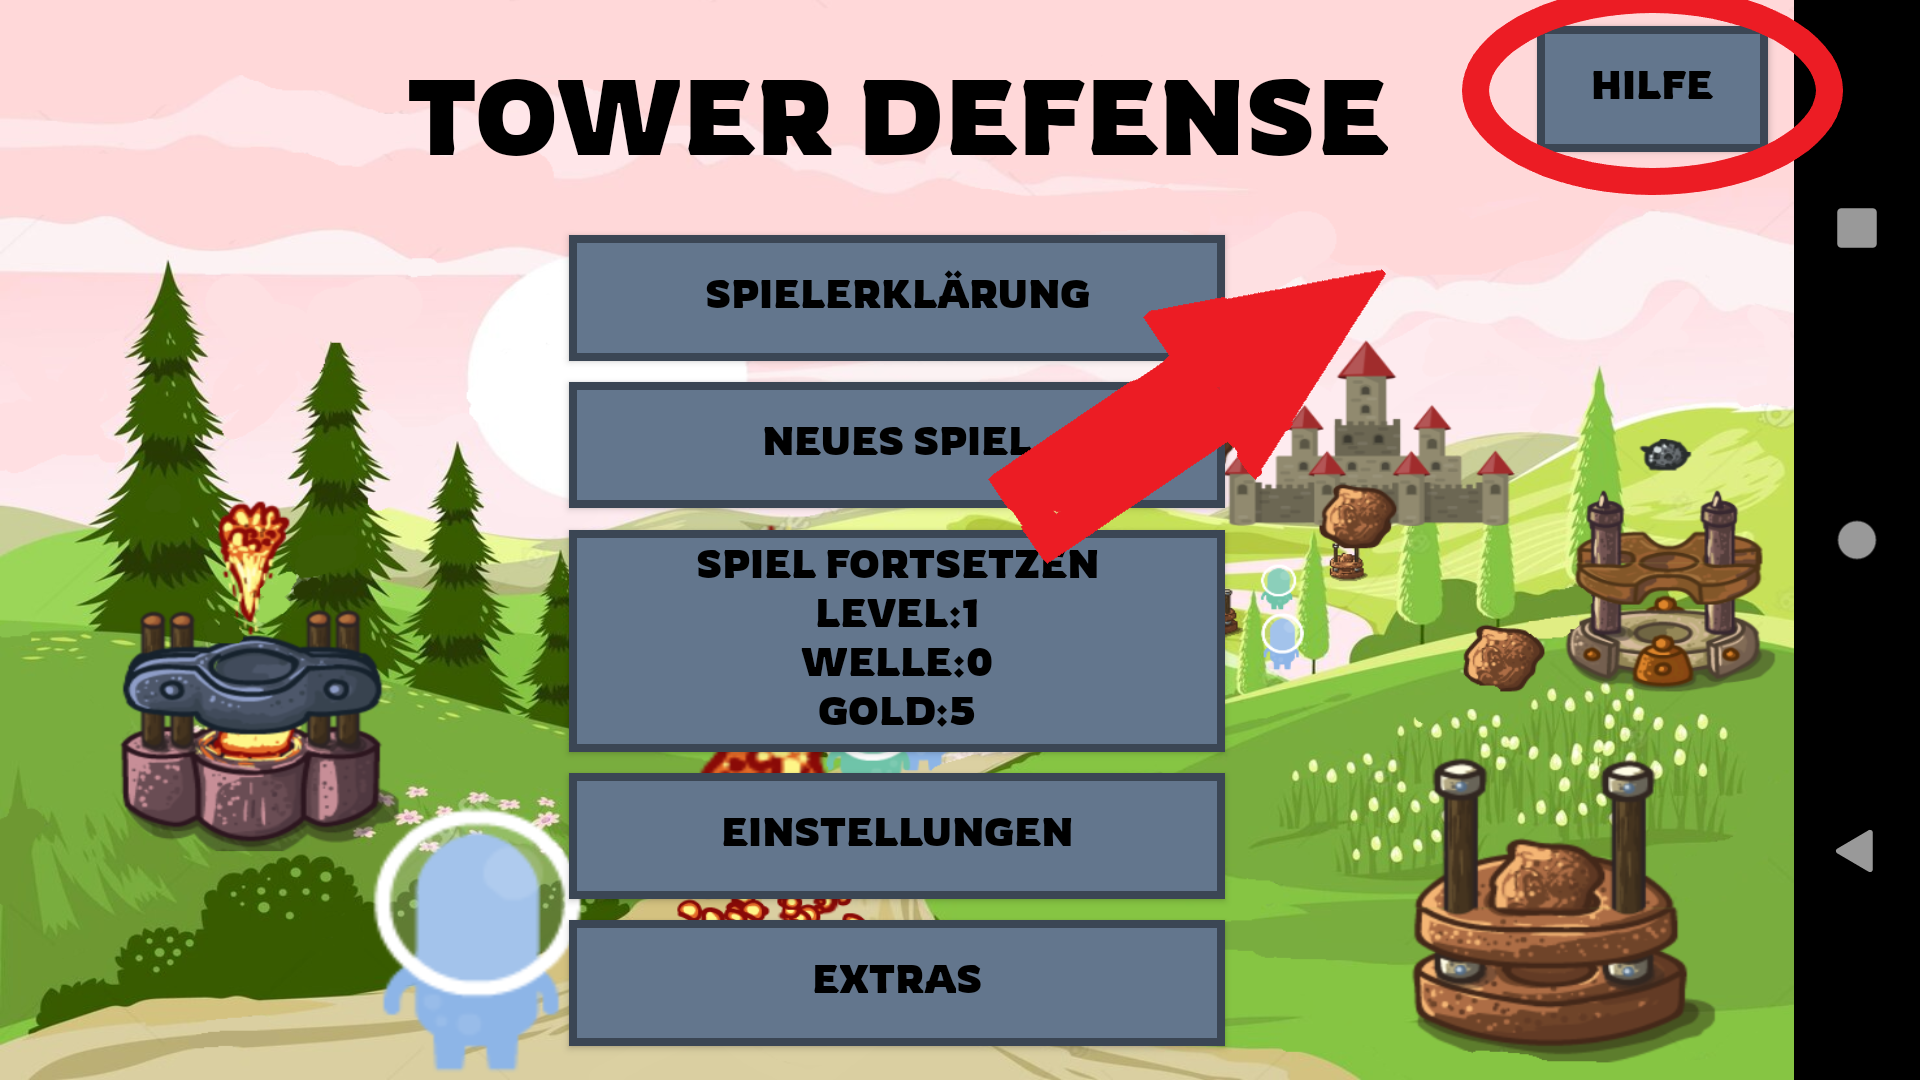 TOWER DEFENSE
HILFE
SPIELERKLÄRUNG
NEUES SPIEL
SPIEL FORTSETZEN
LEVEL:1
WELLE:0
GOLD:5
EINSTELLUNGEN
EXTRAS